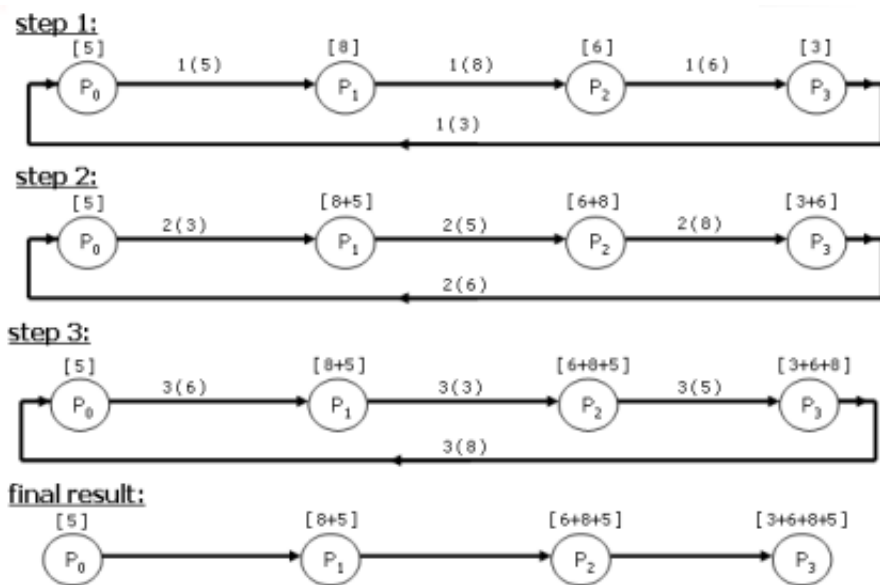 step 1:
[5] [8] [6] [3]
1(5) 1(8) 1(6)
P0 P1 P2 P3
1(3)
step 2:
[5] [8+5] [6+8] [3+6]
2(3) 2(5) 2(8)
P0 P1 P2 P3
2(6)
step 3:
[5] [8+5] [6+8+5] [3+6+8]
3(6) 3(3) 3(5)
P0 P1 P2 P3
3(8)
final result:
[5] [8+5] [6+8+5] [3+6+8+5]
P0 P1 P2 P3